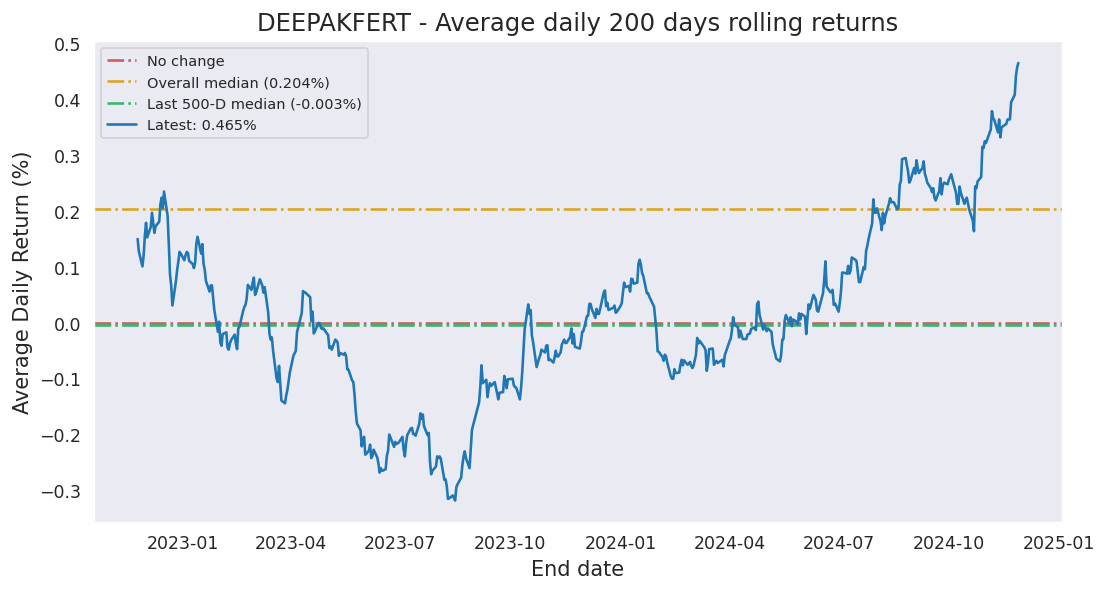 DEEPAKFERT - Average daily 200 days rolling returns
No change
Overall median (0.204%)
Last 500-D median (-0.003%)
Latest: 0.465%
Average Daily Return (%)
0.5
0.4
0.3
0.2
0.1
0.0
−0.1
−0.2
−0.3
2023-01 2023-04 2023-07 2023-10 2024-01 2024-04 2024-07 2024-10 2025-01
End date